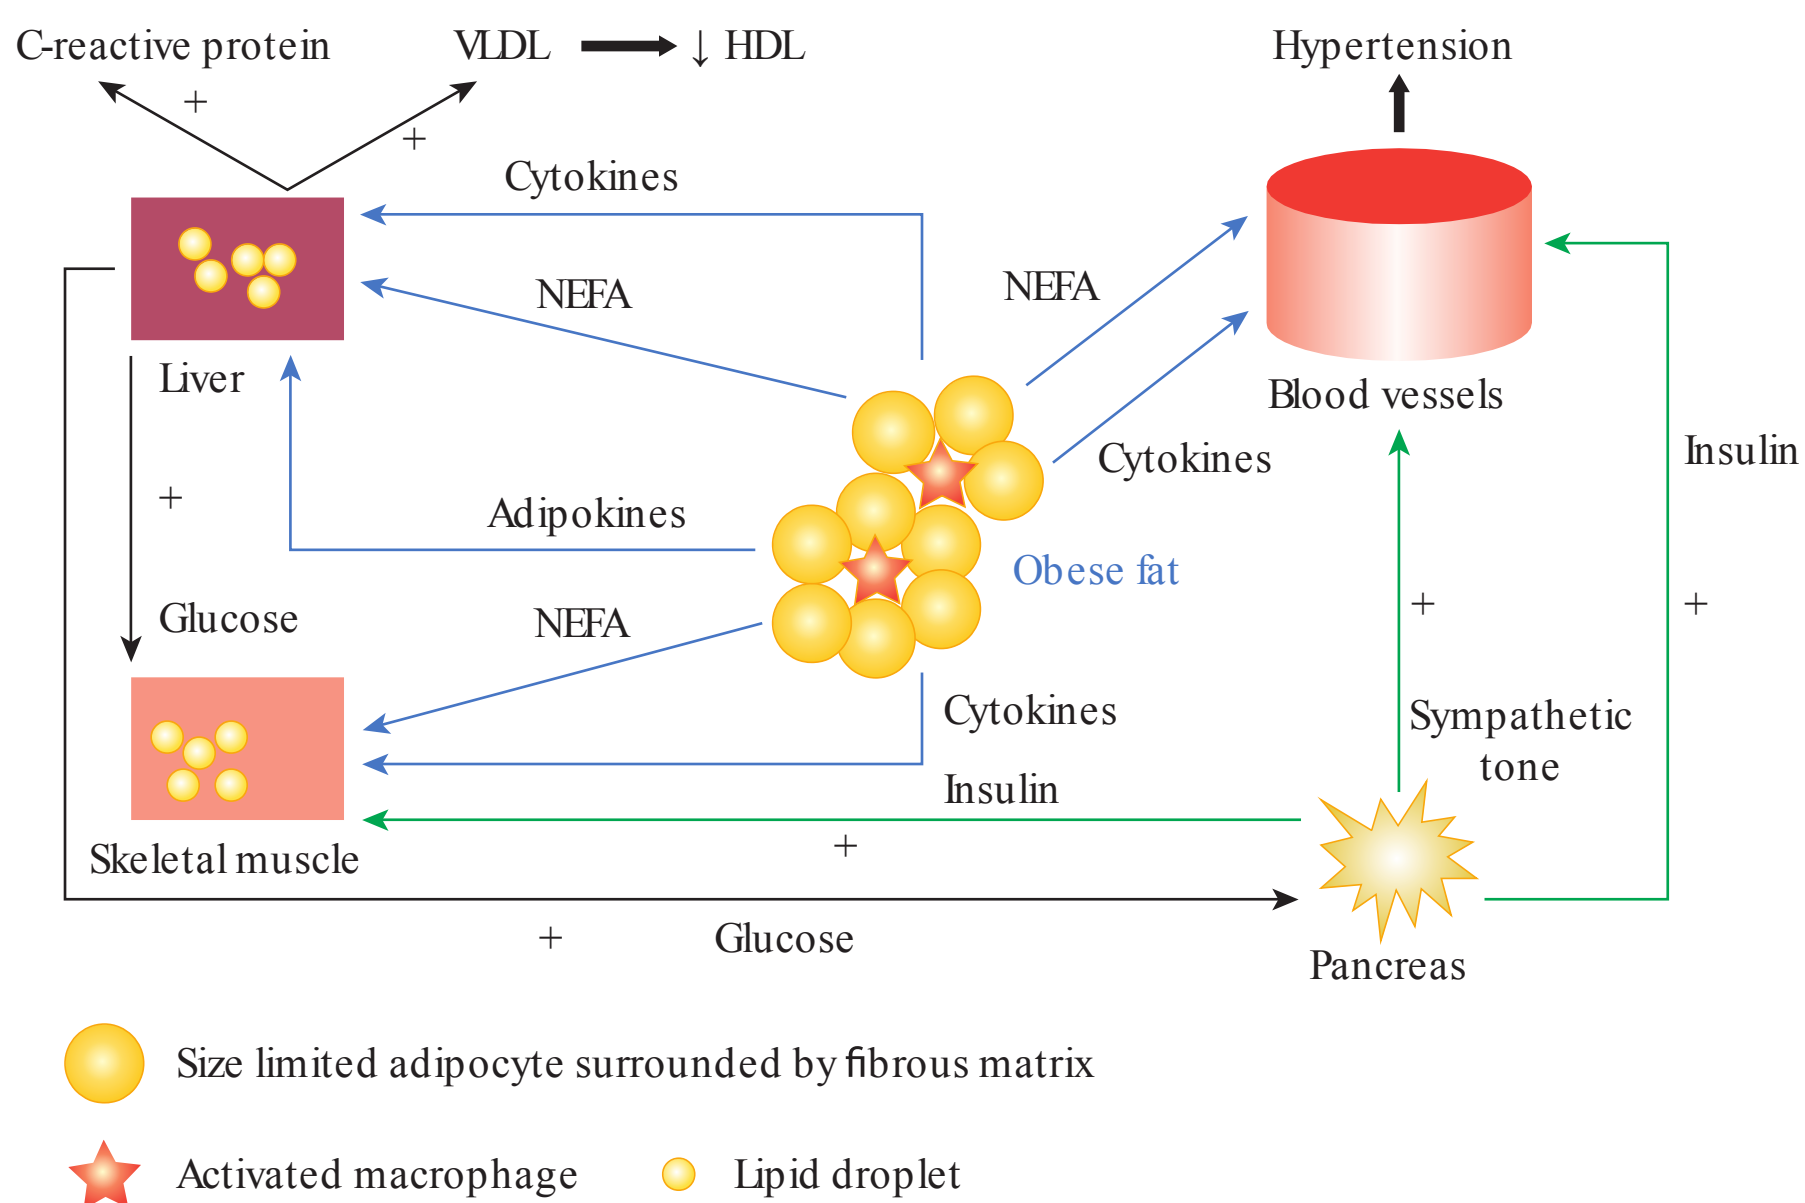 C-reactive protein
VLDL
↓ HDL
Hypertension
+
+
Cytokines
NEFA
NEFA
Liver
Blood vessels
Cytokines
Insulin
+
Adipokines
Obese fat
Glucose
NEFA
+
+
Cytokines
Sympathetic
tone
Insulin
+
Skeletal muscle
+
Glucose
Pancreas
Size limited adipocyte surrounded by fibrous matrix
Activated macrophage
Lipid droplet